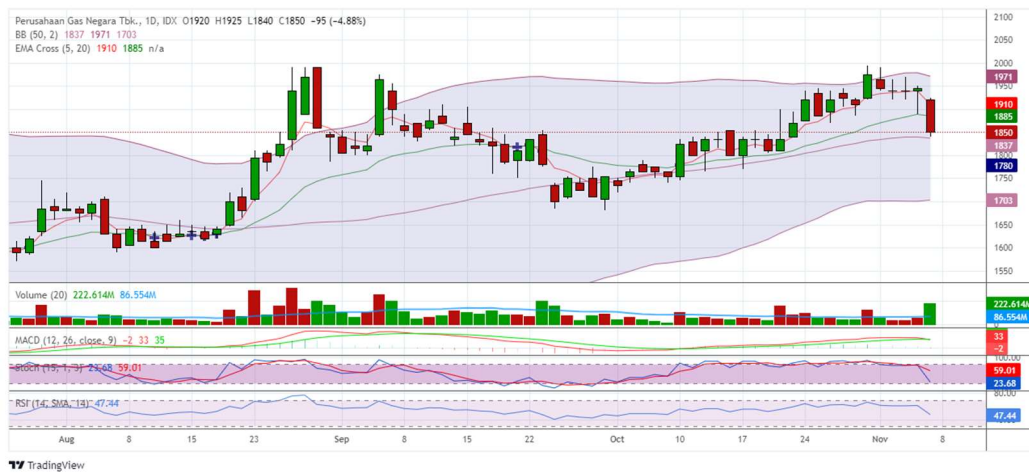 Perusahaan Gas Negara Tbk., 1D, IDX O1920 H1925 L1840 C1850 -95 (-4.88%)
BB (50, 2) 1837 1971 1703
EMA Cross (5, 20) 1910 1885 n/a
2100
2050
2000
1971
1950
1910
1885
1850
1837
1800
1780
1750
1703
1650
1600
1550
Volume (20) 222.614M 86.554M
222.614M
86.554M
0
MACD (12, 26, close, 9) -2 33 35
33
-2
100.00
Stoch (15, 1, 3) 23.68 59.01
59.01
23.68
80.00
RSI (14, SMA, 14) 47.44
47.44
Aug 8 15 23 Sep 8 15 22 Oct 10 17 24 Nov 8
TradingView